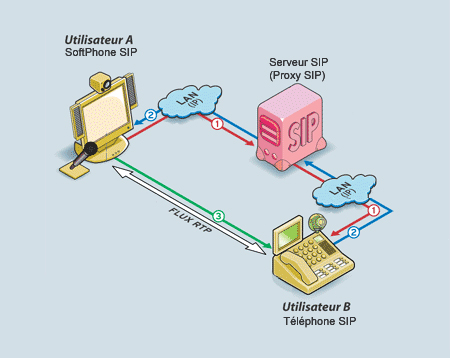 Utilisateur A
SoftPhone SIP
Serveur SIP
(Proxy SIP)
LAN
(IP)
2
1
SIP
LAN
(IP)
1
2
3
FLUX RTP
Utilisateur B
Téléphone SIP